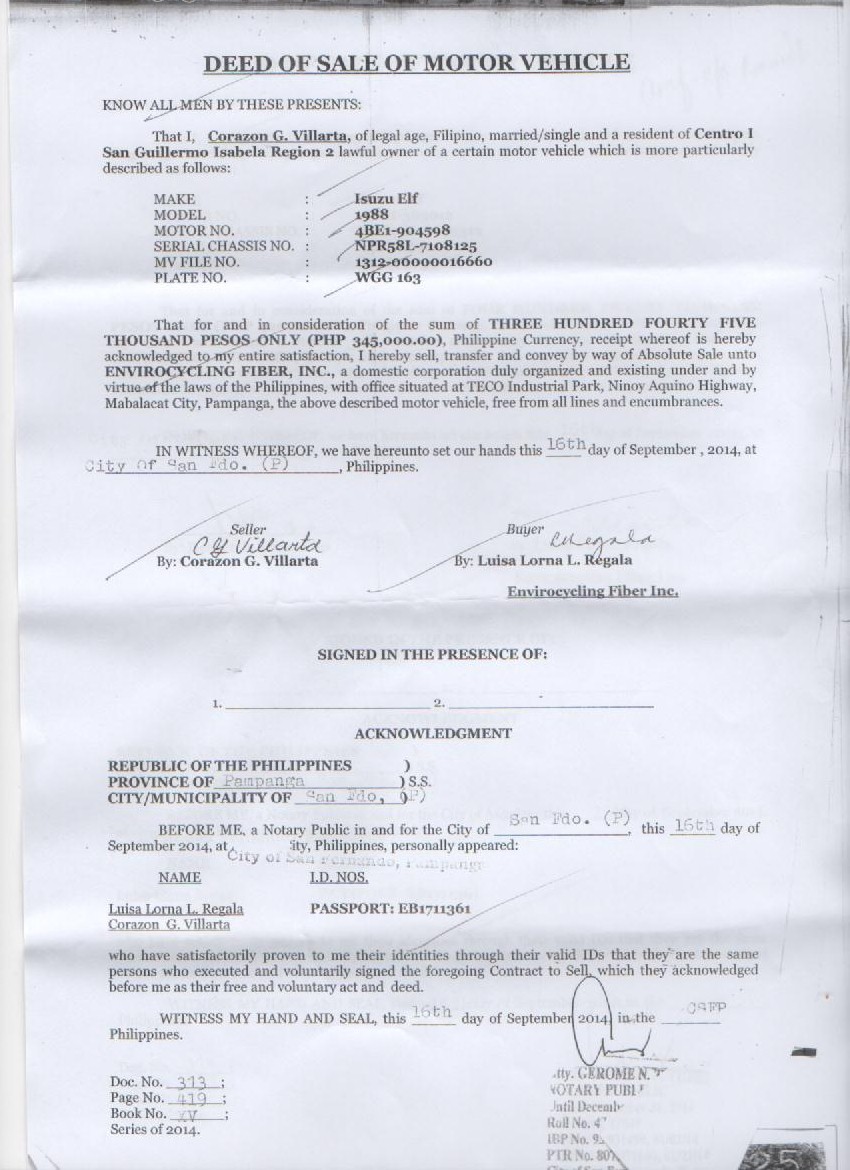 DEED OF SALE OF MOTOR VEHICLE
KNOW ALL MEN BY THESE PRESENTS:
That I, Corazon G. Villarta, of legal age, Filipino, married/single and a resident of Centro I
San Guillermo Isabela Region 2 lawful owner of a certain motor vehicle which is more particularly
described as follows:
MAKE : Isuzu Elf
MODEL : 1988
MOTOR NO. : 4BE1-904598
SERIAL CHASSIS NO. : NPR58L-7108125
MV FILE NO. : 1312-00000016660
PLATE NO. : WGG 163
That for and in consideration of the sum of THREE HUNDRED FOURTY FIVE
THOUSAND PESOS ONLY (PHP 345,000.00), Philippine Currency, receipt whereof is hereby
acknowledged to my entire satisfaction, I hereby sell, transfer and convey by way of Absolute Sale unto
ENVIROCYCLING FIBER, INC., a domestic corporation duly organized and existing under and by
virtue of the laws of the Philippines, with office situated at TECO Industrial Park, Ninoy Aquino Highway,
Mabalacat City, Pampanga, the above described motor vehicle, free from all lines and encumbrances.
IN WITNESS WHEREOF, we have hereunto set our hands this 16th day of September , 2014, at
City Of San Fdo. (P), Philippines.
Seller Buyer
CG Villarta
By: Corazon G. Villarta By: Luisa Lorna L. Regala
Envirocycling Fiber Inc.
SIGNED IN THE PRESENCE OF:
1. 2.
ACKNOWLEDGMENT
REPUBLIC OF THE PHILIPPINES )
PROVINCE OF Pampanga ) S.S.
CITY/MUNICIPALITY OF San Fdo, (P)
BEFORE ME, a Notary Public in and for the City of San Fdo. (P), this 16th day of
September 2014, at City of San Fernando, Pampanga ity, Philippines, personally appeared:
NAME I.D. NOS.
Luisa Lorna L. Regala PASSPORT: EB1711361
Corazon G. Villarta
who have satisfactorily proven to me their identities through their valid IDs that they are the same
persons who executed and voluntarily signed the foregoing Contract to Sell, which they acknowledged
before me as their free and voluntary act and deed.
WITNESS MY HAND AND SEAL, this 16th day of September 2014 in the CSFP
Philippines.
Doc. No. 313 ;
Page No. 419 ;
Book No. XV ;
Series of 2014.
tty. GEROME N.
NOTARY PUBL
Until Decemb
Roll No. 4
IBP No. 9
PTR No. 807
25